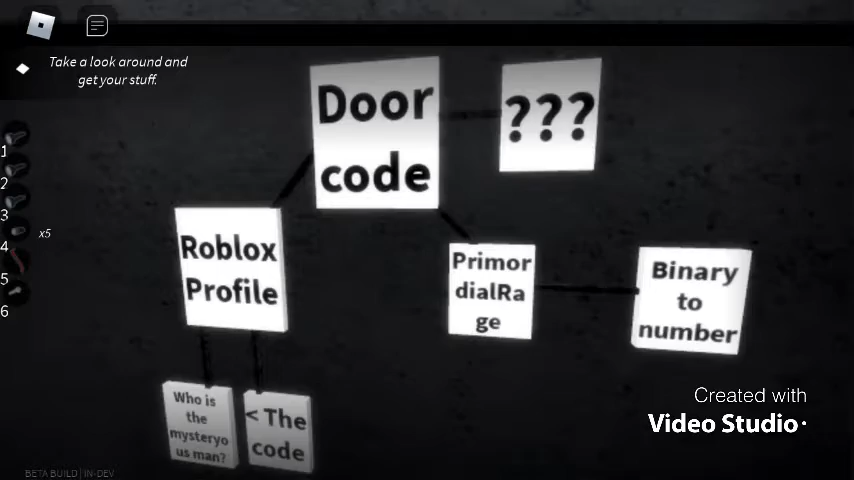 Take a look around and
get your stuff.
Door
code
???
Roblox
Profile
Primor
dialRa
ge
Binary
to
number
Who is
the
mysteryo
us man?
< The
code
1
2
3
x5
4
5
6
Created with
Video Studio
BETA BUILD | IN-DEV